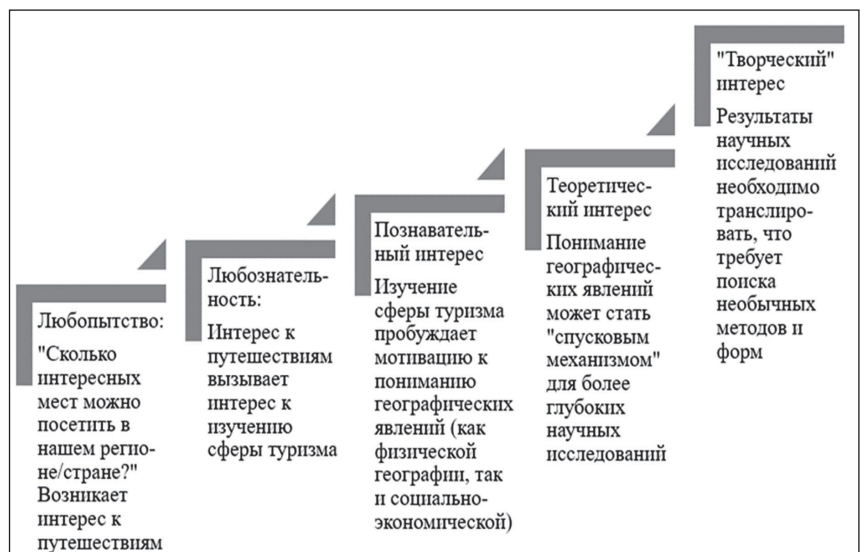 Любопытство:
"Сколько
интересных
мест можно
посетить в
нашем регио-
не/стране?"
Возникает
интерес к
путешествиям
Любознатель-
ность:
Интерес к
путешествиям
вызывает
интерес к
изучению
сферы туризма
Познаватель-
ный интерес
Изучение
сферы туризма
пробуждает
мотивацию к
пониманию
географических
явлений (как
физической
географии, так
и социально-
экономической)
Теоретичес-
кий интерес
Понимание
географичес-
ких явлений
может стать
"спусковым
механизмом"
для более
глубоких
научных
исследований
"Творческий"
интерес
Результаты
научных
исследований
необходимо
транслиро-
вать, что
требует
поиска
необычных
методов и
форм